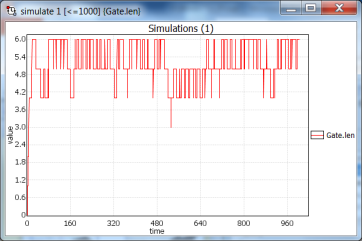 simulate 1 [<=1000] {Gate.len}
Simulations (1)
6.0
5.4
4.8
4.2
3.6
3.0
2.4
1.8
1.2
0.6
0
value
0 160 320 480 640 800 960
time
Gate.len